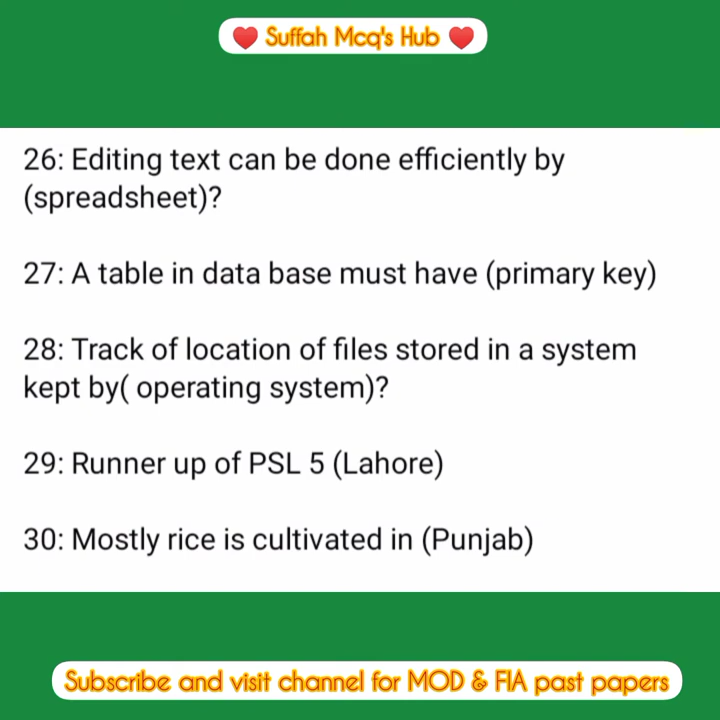 ♥ Suffah Mcq's Hub ♥
26: Editing text can be done efficiently by
(spreadsheet)?
27: A table in data base must have (primary key)
28: Track of location of files stored in a system
kept by( operating system)?
29: Runner up of PSL 5 (Lahore)
30: Mostly rice is cultivated in (Punjab)
Subscribe and visit channel for MOD & FIA past papers